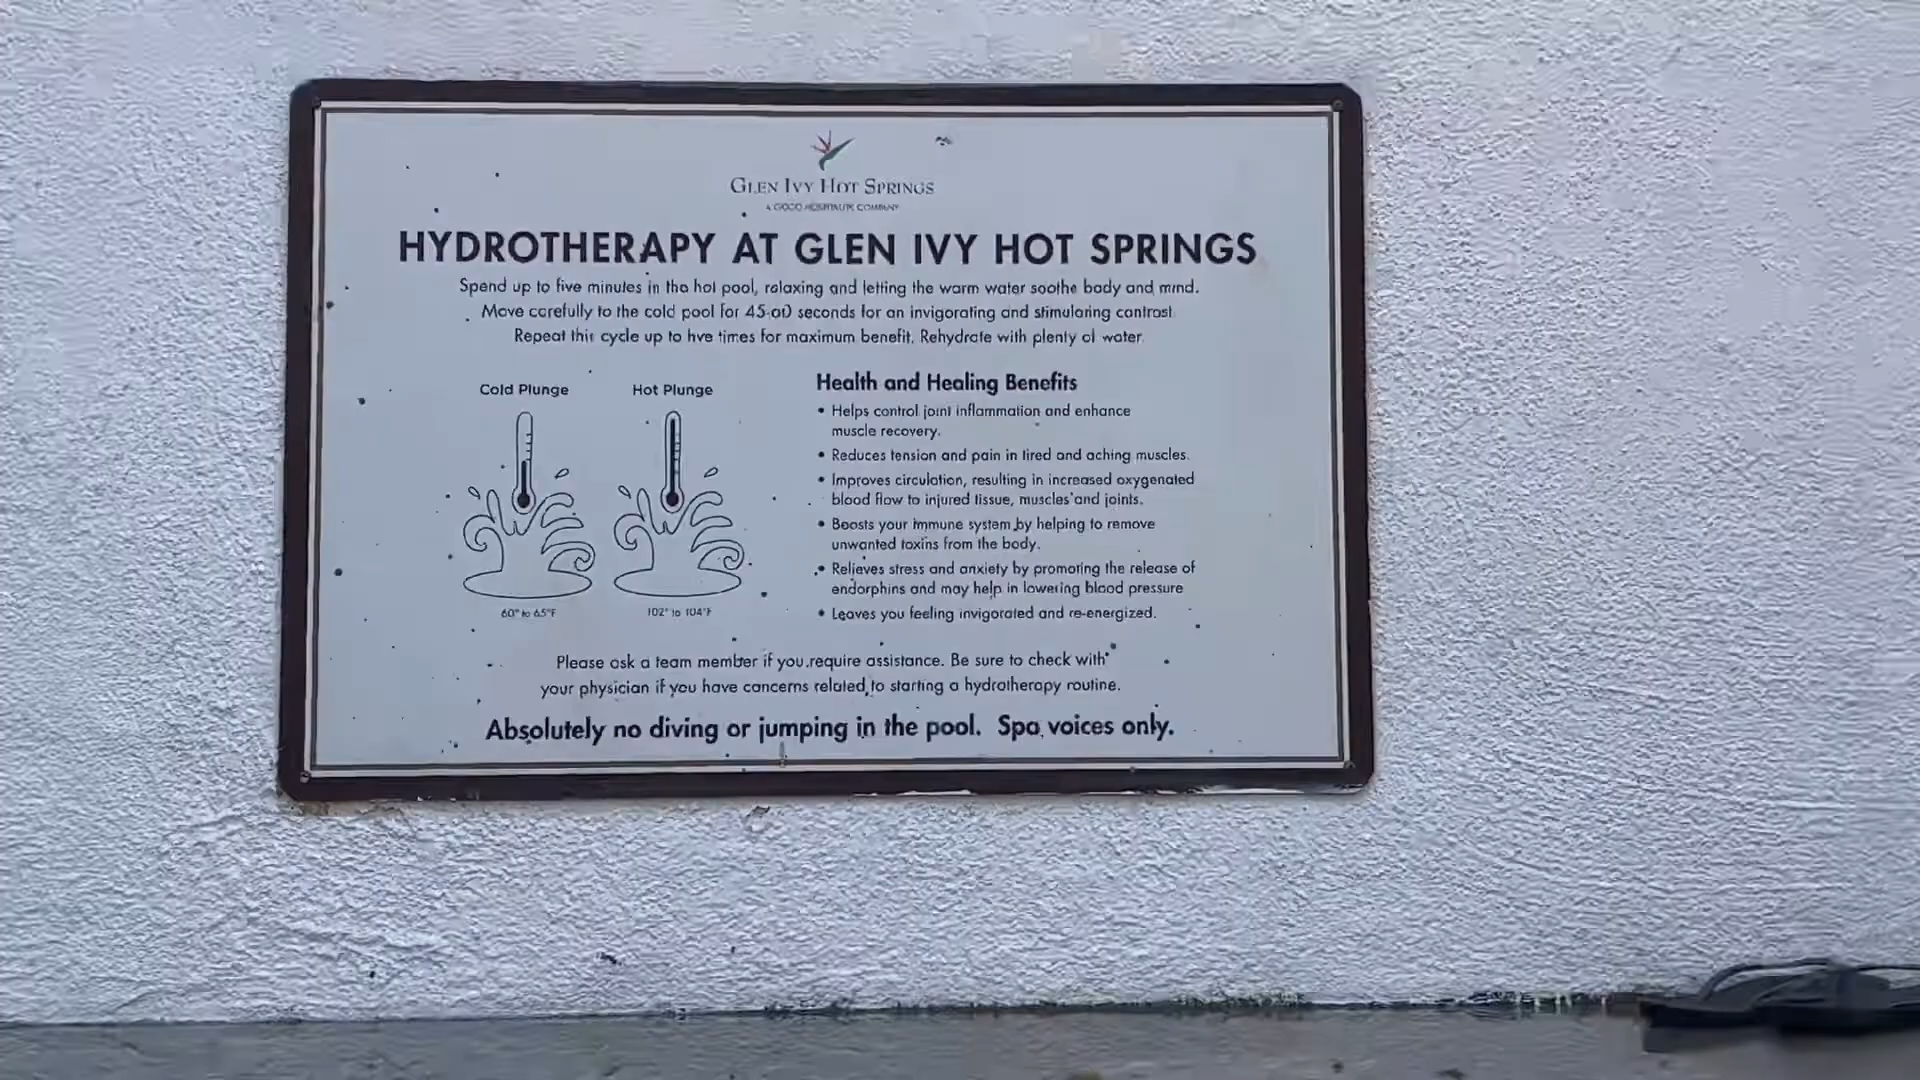 GLEN IVY HOT SPRINGS
A GOCO HOSPITALITY COMPANY
HYDROTHERAPY AT GLEN IVY HOT SPRINGS
Spend up to five minutes in the hot pool, relaxing and letting the warm water soothe body and mind.
Move carefully to the cold pool for seconds for an invigorating and stimulating contrast
Repeat this cycle up to five times for maximum benefit. Rehydrate with plenty of water.
Cold Plunge
Hot Plunge
60° to 65°F
102° to 104°F
Health and Healing Benefits
• Helps control joint inflammation and enhance
muscle recovery.
• Reduces tension and pain in tired and aching muscles.
• Improves circulation, resulting in increased oxygenated
blood flow to injured tissue, muscles and joints.
• Boosts your immune system by helping to remove
unwanted toxins from the body.
• Relieves stress and anxiety by promoting the release of
endorphins and may help in lowering blood pressure
• Leaves you feeling invigorated and re-energized.
Please ask a team member if you require assistance. Be sure to check with
your physician if you have concerns related to starting a hydrotherapy routine.
Absolutely no diving or jumping in the pool. Spa voices only.